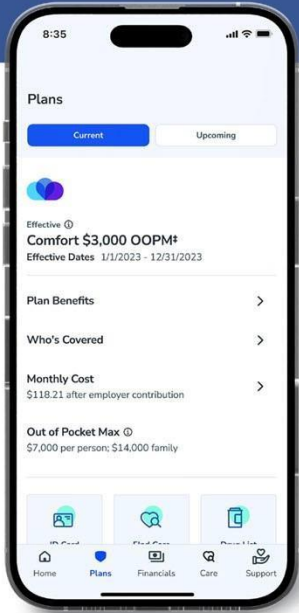 8:35
Plans
Current
Upcoming
Effective ⓘ
Comfort $3,000 OOPM‡
Effective Dates 1/1/2023 - 12/31/2023
Plan Benefits
Who's Covered
Monthly Cost
$118.21 after employer contribution
Out of Pocket Max ⓘ
$7,000 per person; $14,000 family
Home
Plans
Financials
Care
Support